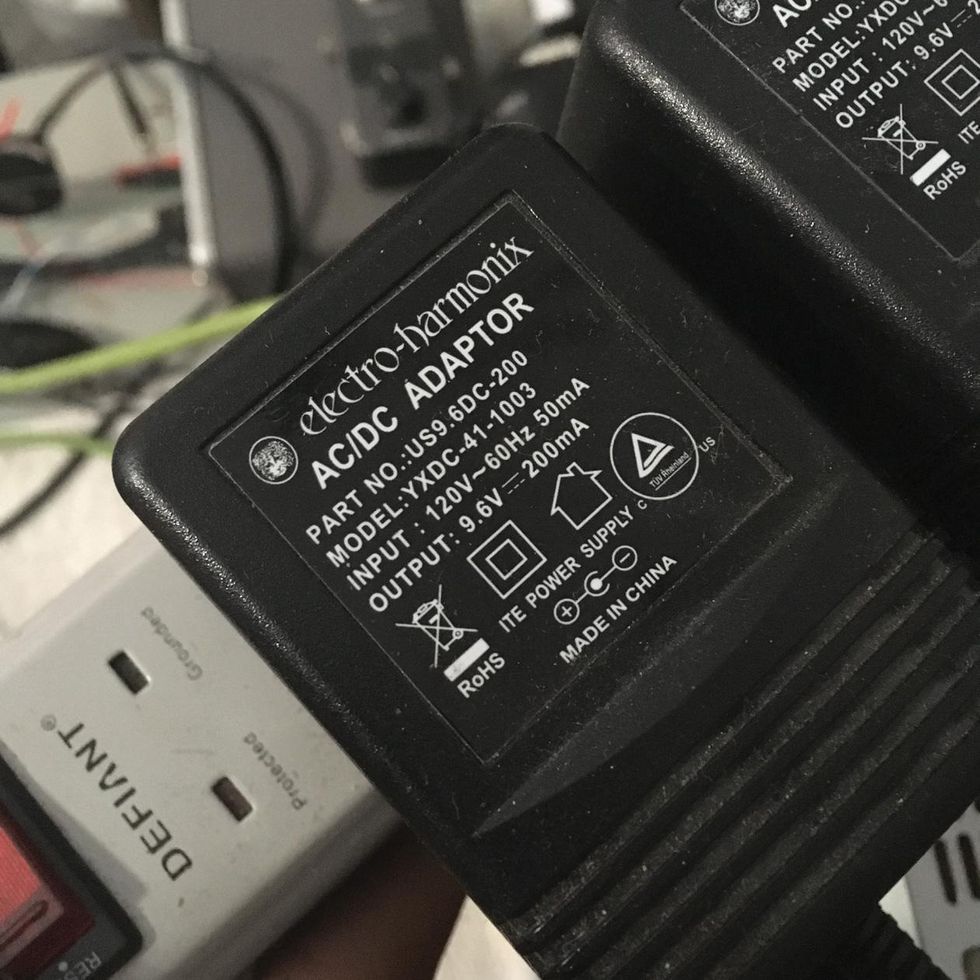 electro-harmonix
AC/DC ADAPTOR
PART NO.:US9.6DC-200
MODEL:YXDC-41-1003
INPUT : 120V~60Hz 50mA
OUTPUT: 9.6V 200mA
TÜV Rheinland
C US
ITE POWER SUPPLY
RoHS
MADE IN CHINA
PART NO.
MODEL:YXDC
INPUT : 120V~6
OUTPUT: 9.6V
ITE
RoHS
Grounded
Protected
DEFIANT®